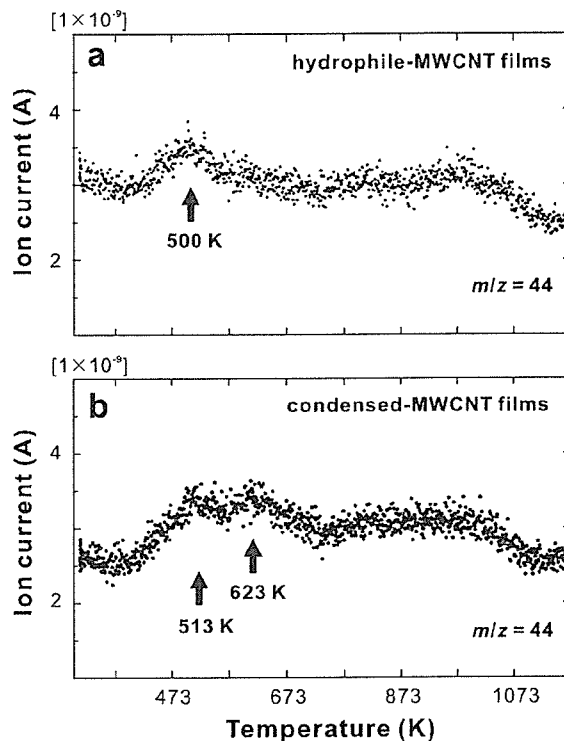 [1×10⁻⁹]
a
hydrophile-MWCNT films
4
2
Ion current (A)
500 K
m/z = 44
[1×10⁻⁹]
b
condensed-MWCNT films
4
2
Ion current (A)
623 K
513 K
m/z = 44
473 673 873 1073
Temperature (K)